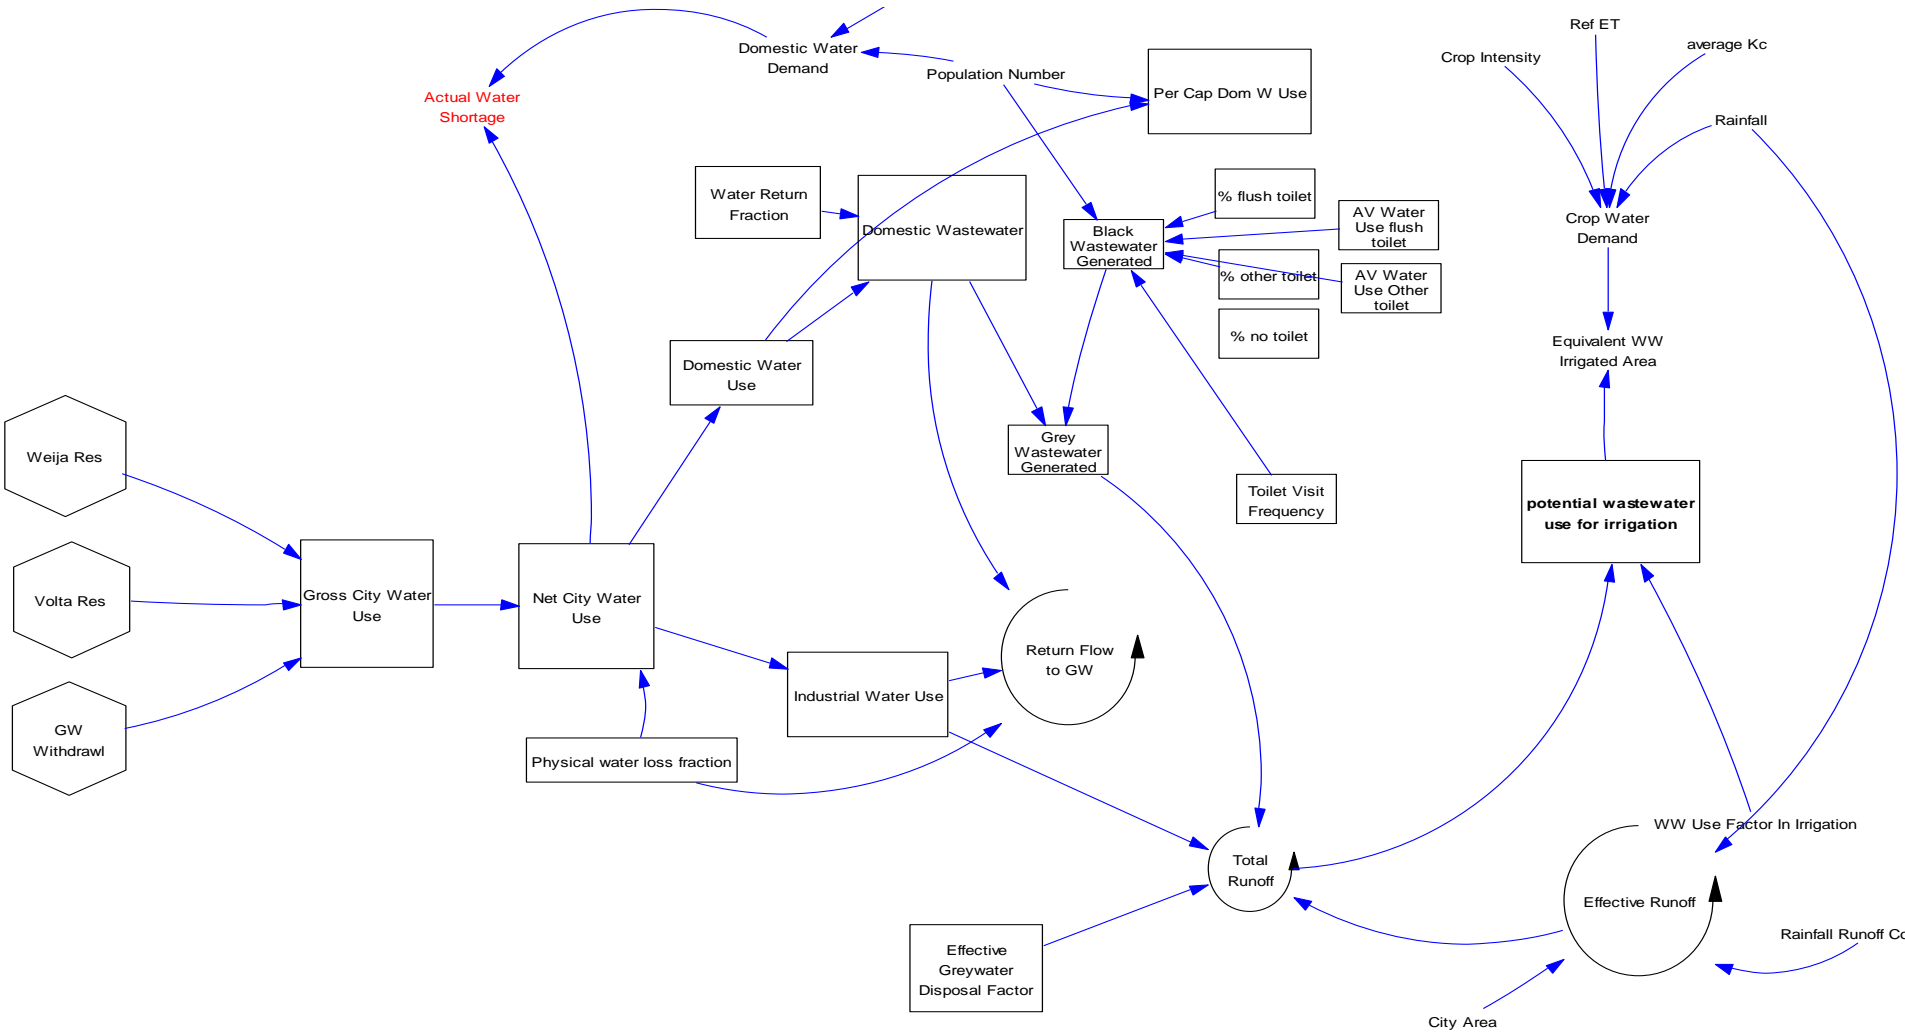 Ref ET
average Kc
Crop Intensity
Domestic Water
Demand
Population Number
Per Cap Dom W Use
Actual Water
Shortage
Rainfall
Water Return
Fraction
Domestic Wastewater
% flush toilet
AV Water
Use flush
toilet
Black
Wastewater
Generated
Crop Water
Demand
% other toilet
AV Water
Use Other
toilet
% no toilet
Equivalent WW
Irrigated Area
Domestic Water
Use
Grey
Wastewater
Generated
Weija Res
Toilet Visit
Frequency
potential wastewater
use for irrigation
Volta Res
Gross City Water
Use
Net City Water
Use
Return Flow
to GW
Industrial Water Use
GW
Withdrawl
Physical water loss fraction
WW Use Factor In Irrigation
Total
Runoff
Effective Runoff
Rainfall Runoff Co
Effective
Greywater
Disposal Factor
City Area